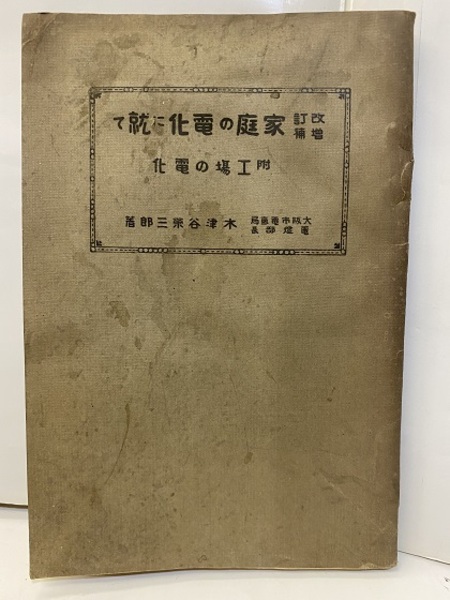 改訂増補 家庭の電化に就て
附 工場の電化
大阪市電氣局電燈部長 木津谷栄三郎著